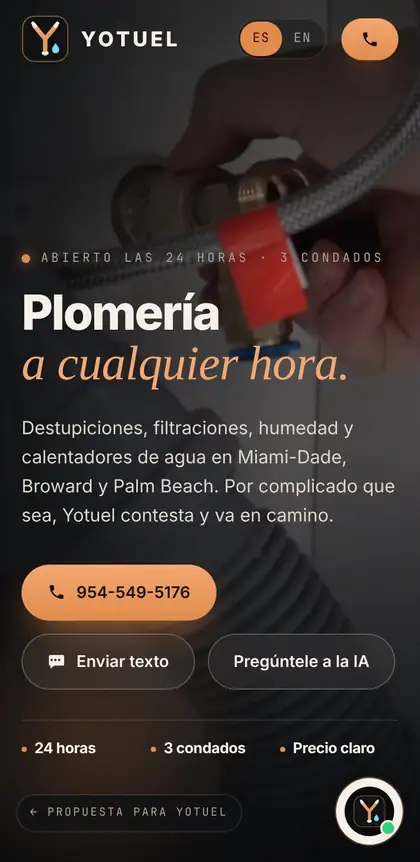 YOTUEL
ES EN
ABIERTO LAS 24 HORAS · 3 CONDADOS
Plomería
a cualquier hora.
Destupiciones, filtraciones, humedad y
calentadores de agua en Miami-Dade,
Broward y Palm Beach. Por complicado que
sea, Yotuel contesta y va en camino.
954-549-5176
Enviar texto
Pregúntele a la IA
24 horas
3 condados
Precio claro
← PROPUESTA PARA YOTUEL